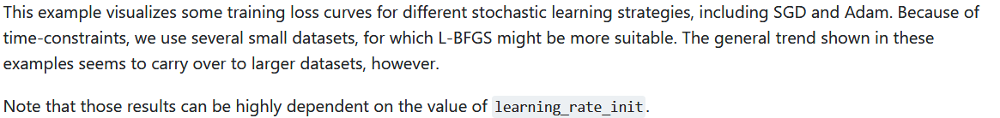 This example visualizes some training loss curves for different stochastic learning strategies, including SGD and Adam. Because of
time-constraints, we use several small datasets, for which L-BFGS might be more suitable. The general trend shown in these
examples seems to carry over to larger datasets, however.
Note that those results can be highly dependent on the value of learning_rate_init.